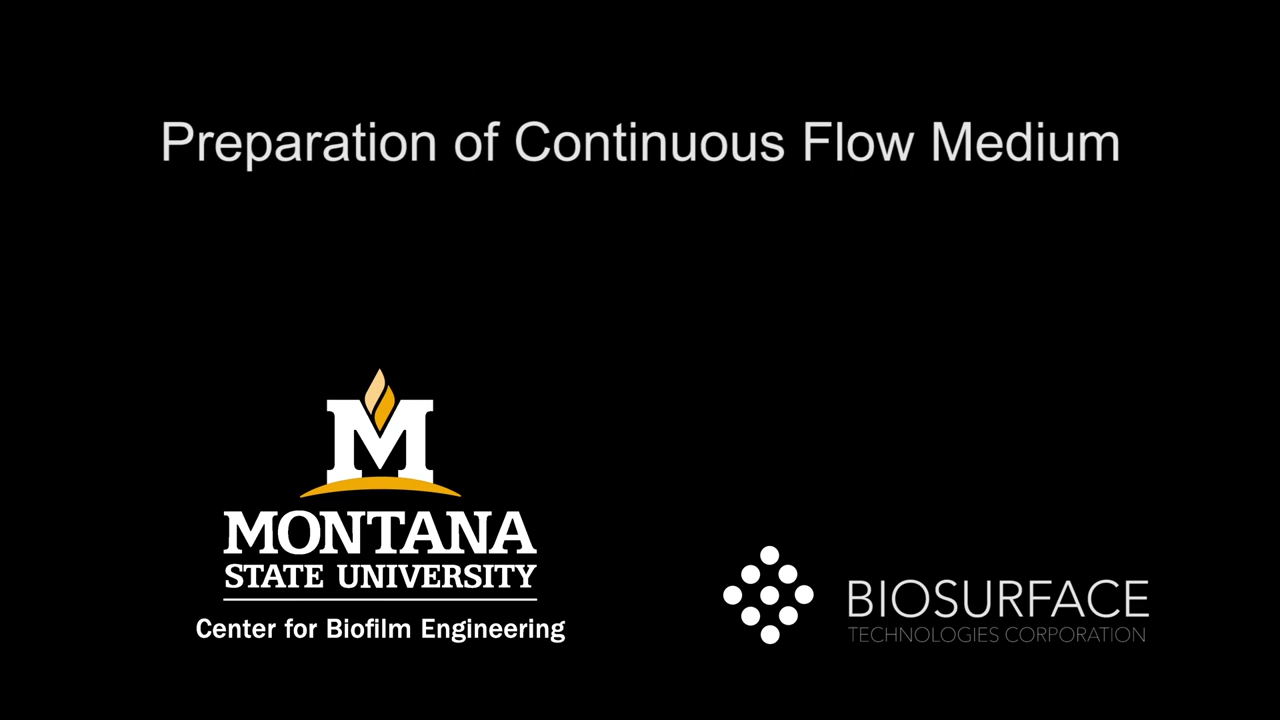 Preparation of Continuous Flow Medium
M
MONTANA
STATE UNIVERSITY
Center for Biofilm Engineering
BIOSURFACE
TECHNOLOGIES CORPORATION